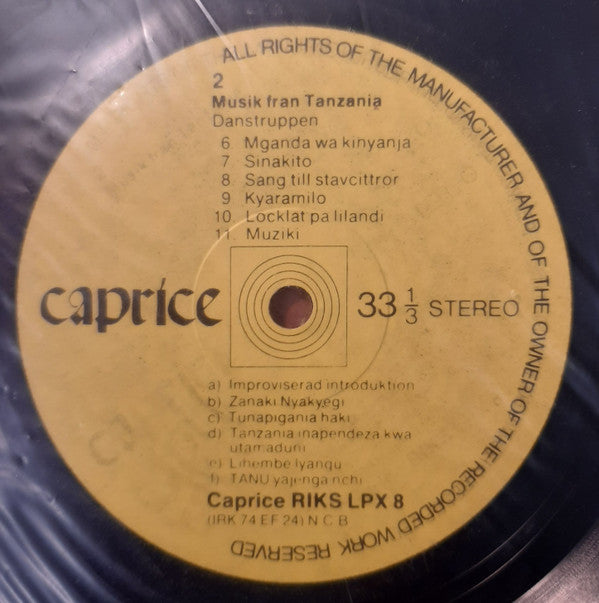 ALL RIGHTS OF THE MANUFACTURER AND OF THE OWNER OF THE RECORDED WORK RESERVED
2
Musik fran Tanzania
Danstruppen
6. Mganda wa kinyanja
7. Sinakito
8. Sang till stavcittror
9 Kyaramilo
10. Locklat pa lilandi
11. Muziki
caprice
33 1/3 STEREO
a) Improviserad introduktion
b) Zanaki Nyakyegi
c) Tunapigania haki
d) Tanzania inapendeza kwa
utamaduni
e) Lihembe lyangu
f) TANU yajenga nchi
Caprice RIKS LPX 8
(IRK 74 EF 24) N C B